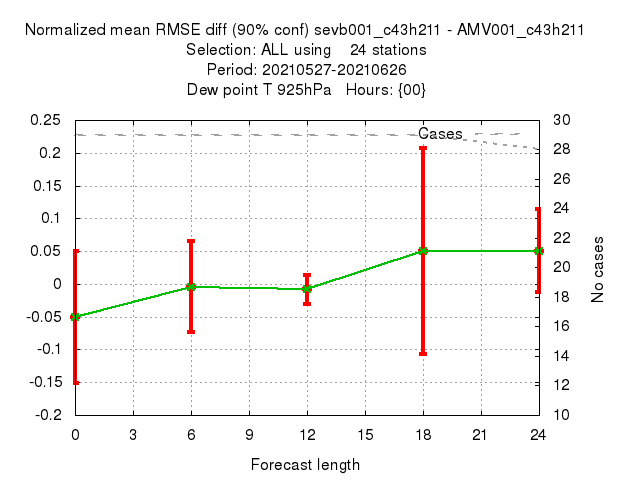 Normalized mean RMSE diff (90% conf) sevb001_c43h211 - AMV001_c43h211
Selection: ALL using    24 stations
Period: 20210527-20210626
Dew point T 925hPa   Hours: {00}
Cases
0.25
0.2
0.15
0.1
0.05
0
-0.05
-0.1
-0.15
-0.2
30
28
26
24
22
20
18
16
14
12
10
No cases
0 3 6 9 12 15 18 21 24
Forecast length